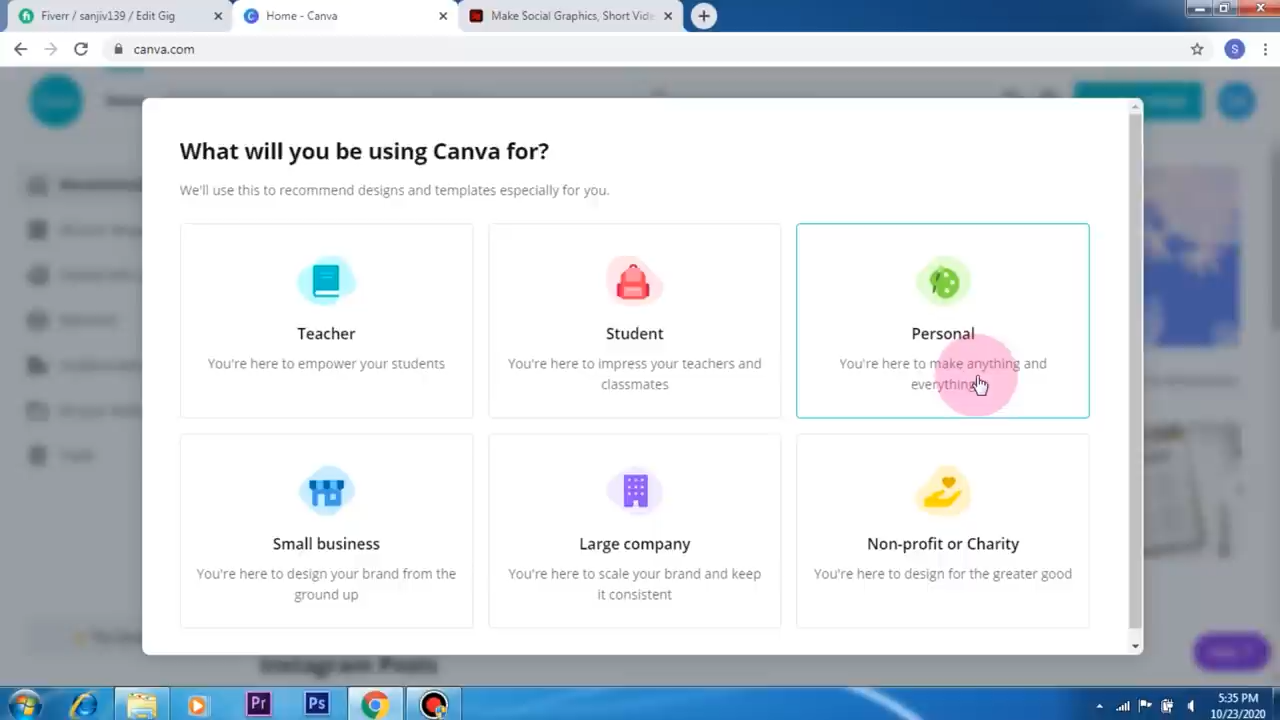 Fiverr / sanjiv139 / Edit Gig
Home - Canva
Make Social Graphics, Short Vide
canva.com
S
What will you be using Canva for?
We'll use this to recommend designs and templates especially for you.
Teacher
You're here to empower your students
Student
You're here to impress your teachers and
classmates
Personal
You're here to make anything and
everything
Small business
You're here to design your brand from the
ground up
Large company
You're here to scale your brand and keep
it consistent
Non-profit or Charity
You're here to design for the greater good
Instagram Posts
Pr
Ps
5:35 PM
10/23/2020